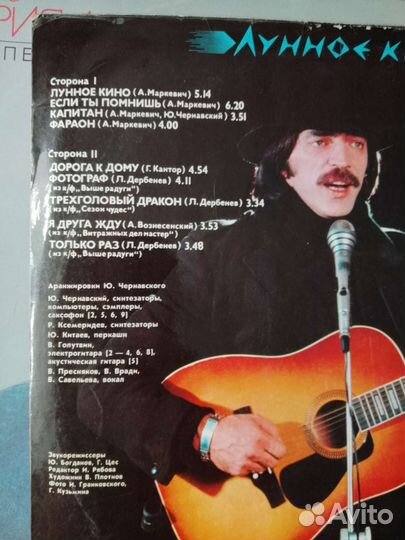 ЛУННОЕ К
Сторона I
ЛУННОЕ КИНО (А. Маркевич) 5.14
ЕСЛИ ТЫ ПОМНИШЬ (А. Маркевич) 6.20
КАПИТАН (А. Маркевич, Ю. Чернавский) 3.51
ФАРАОН (А. Маркевич) 4.00
Сторона II
ДОРОГА К ДОМУ (Г. Кантор) 4.54
ФОТОГРАФ (Л. Дербенев) 4.11
(из к/ф „Выше радуги")
ТРЕХГОЛОВЫЙ ДРАКОН (Л. Дербенев) 3.34
(из к/ф „Сезон чудес")
Я ДРУГА ЖДУ (А. Вознесенский) 3.53
(из к/ф „Витражных дел мастер")
ТОЛЬКО РАЗ (Л. Дербенев) 3.48
(из к/ф „Выше радуги")
Аранжировки Ю. Чернавского
Ю. Чернавский, синтезаторы,
компьютеры, сэмплеры,
саксофон [2, 5, 6, 9]
Р. Ксемеридев, синтезаторы
Ю. Китаев, перкаши
В. Голутвин,
электрогитара [2 — 4, 6, 8],
акустическая гитара [5]
В. Пресняков, В. Вради,
В. Савельева, вокал
Звукорежиссеры
Ю. Богданов, Г. Цес
Редактор И. Рябова
Художник В. Плотнов
Фото И. Гранковского,
Г. Кузьмина
Avito